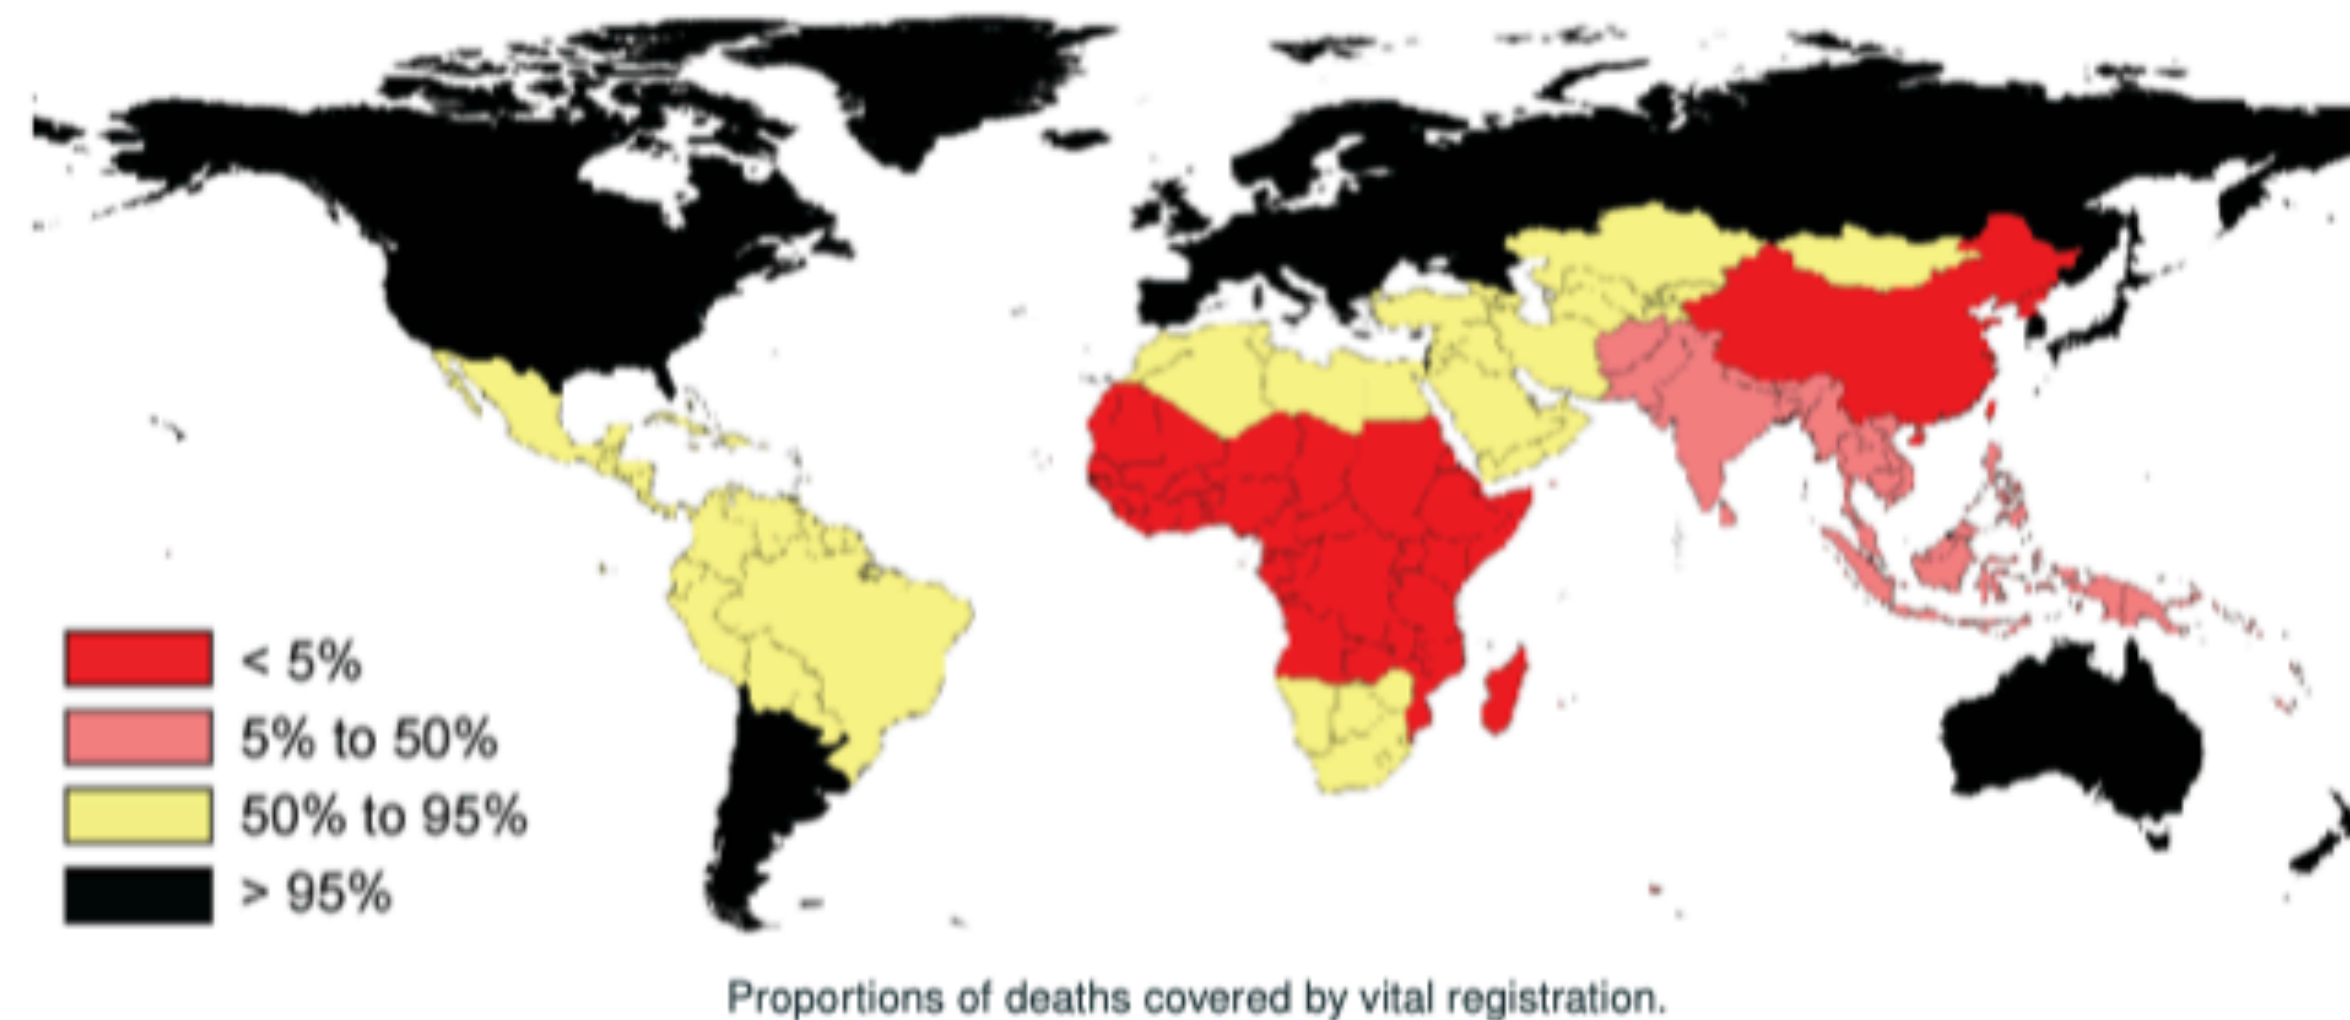 < 5%
5% to 50%
50% to 95%
> 95%
Proportions of deaths covered by vital registration.